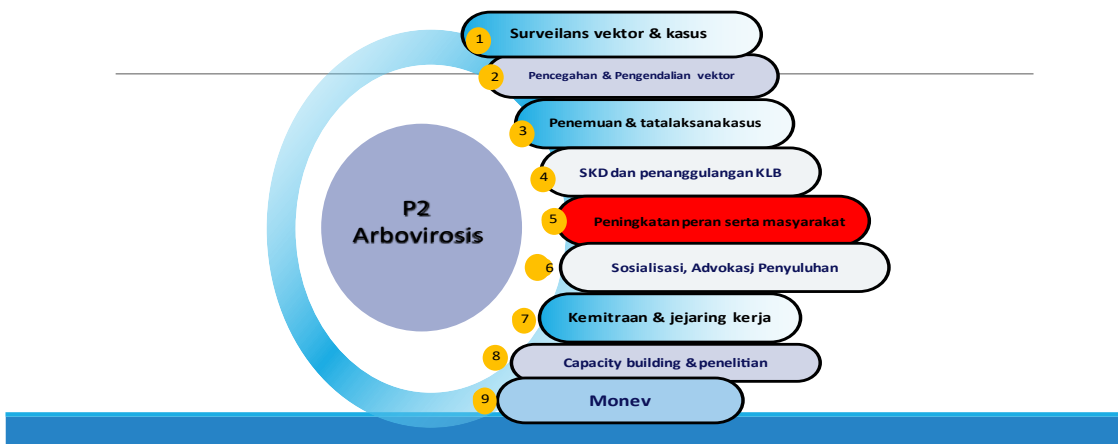 1 Surveilans vektor & kasus
2 Pencegahan & Pengendalian vektor
3 Penemuan & tatalaksanakasus
4 SKD dan penanggulangan KLB
P2
Arbovirosis
5 Peningkatan peran serta masyarakat
6 Sosialisasi, Advokasi, Penyuluhan
7 Kemitraan & jejaring kerja
8 Capacity building & penelitian
9 Monev